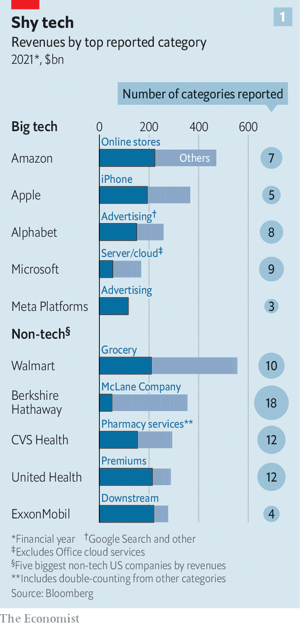 Shy tech
1
Revenues by top reported category
2021*, $bn
Number of categories reported
Big tech
0 200 400 600
Online stores
Amazon
Others
7
iPhone
Apple
5
Advertising†
Alphabet
8
Server/cloud‡
Microsoft
9
Advertising
Meta Platforms
3
Non-tech§
Grocery
Walmart
10
McLane Company
Berkshire
Hathaway
18
Pharmacy services**
CVS Health
12
Premiums
United Health
12
Downstream
ExxonMobil
4
*Financial year †Google Search and other
‡Excludes Office cloud services
§Five biggest non-tech US companies by revenues
**Includes double-counting from other categories
Source: Bloomberg
The Economist